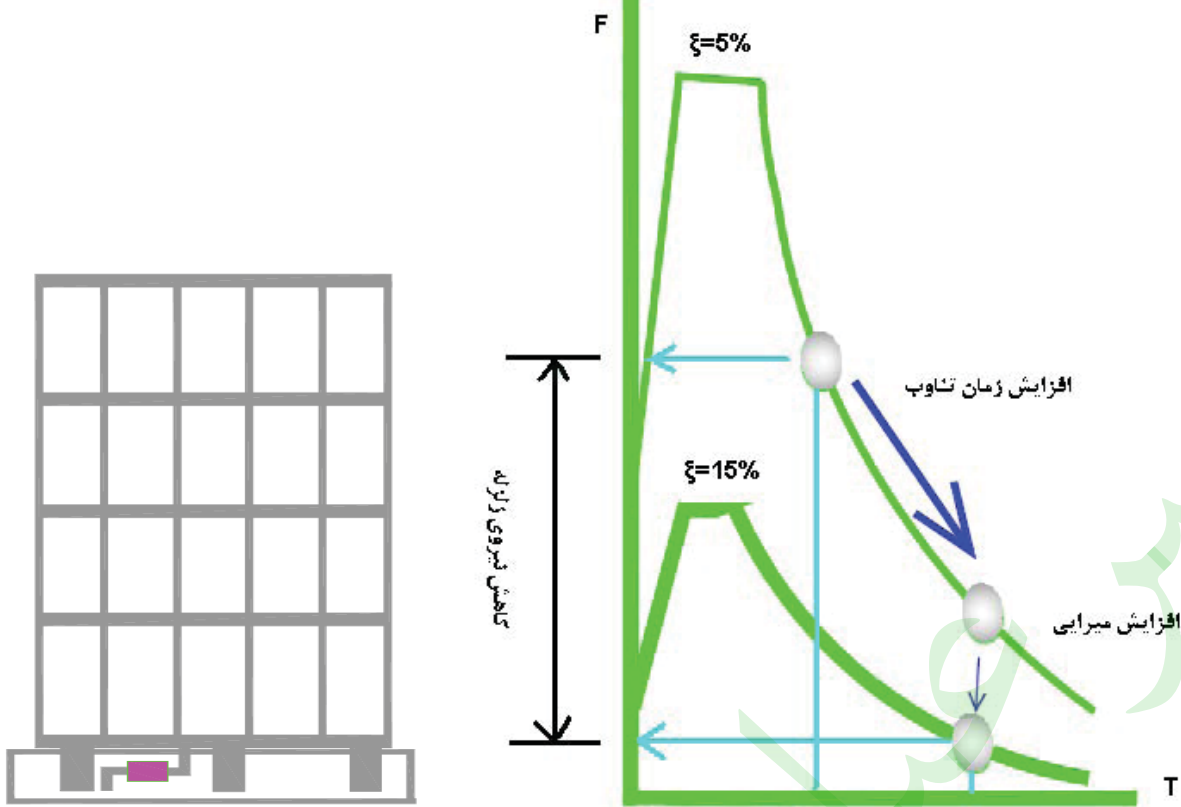 F
ξ=5%
افزایش زمان تناوب
ξ=15%
کاهش نیروی زلزله
افزایش میرایی
T